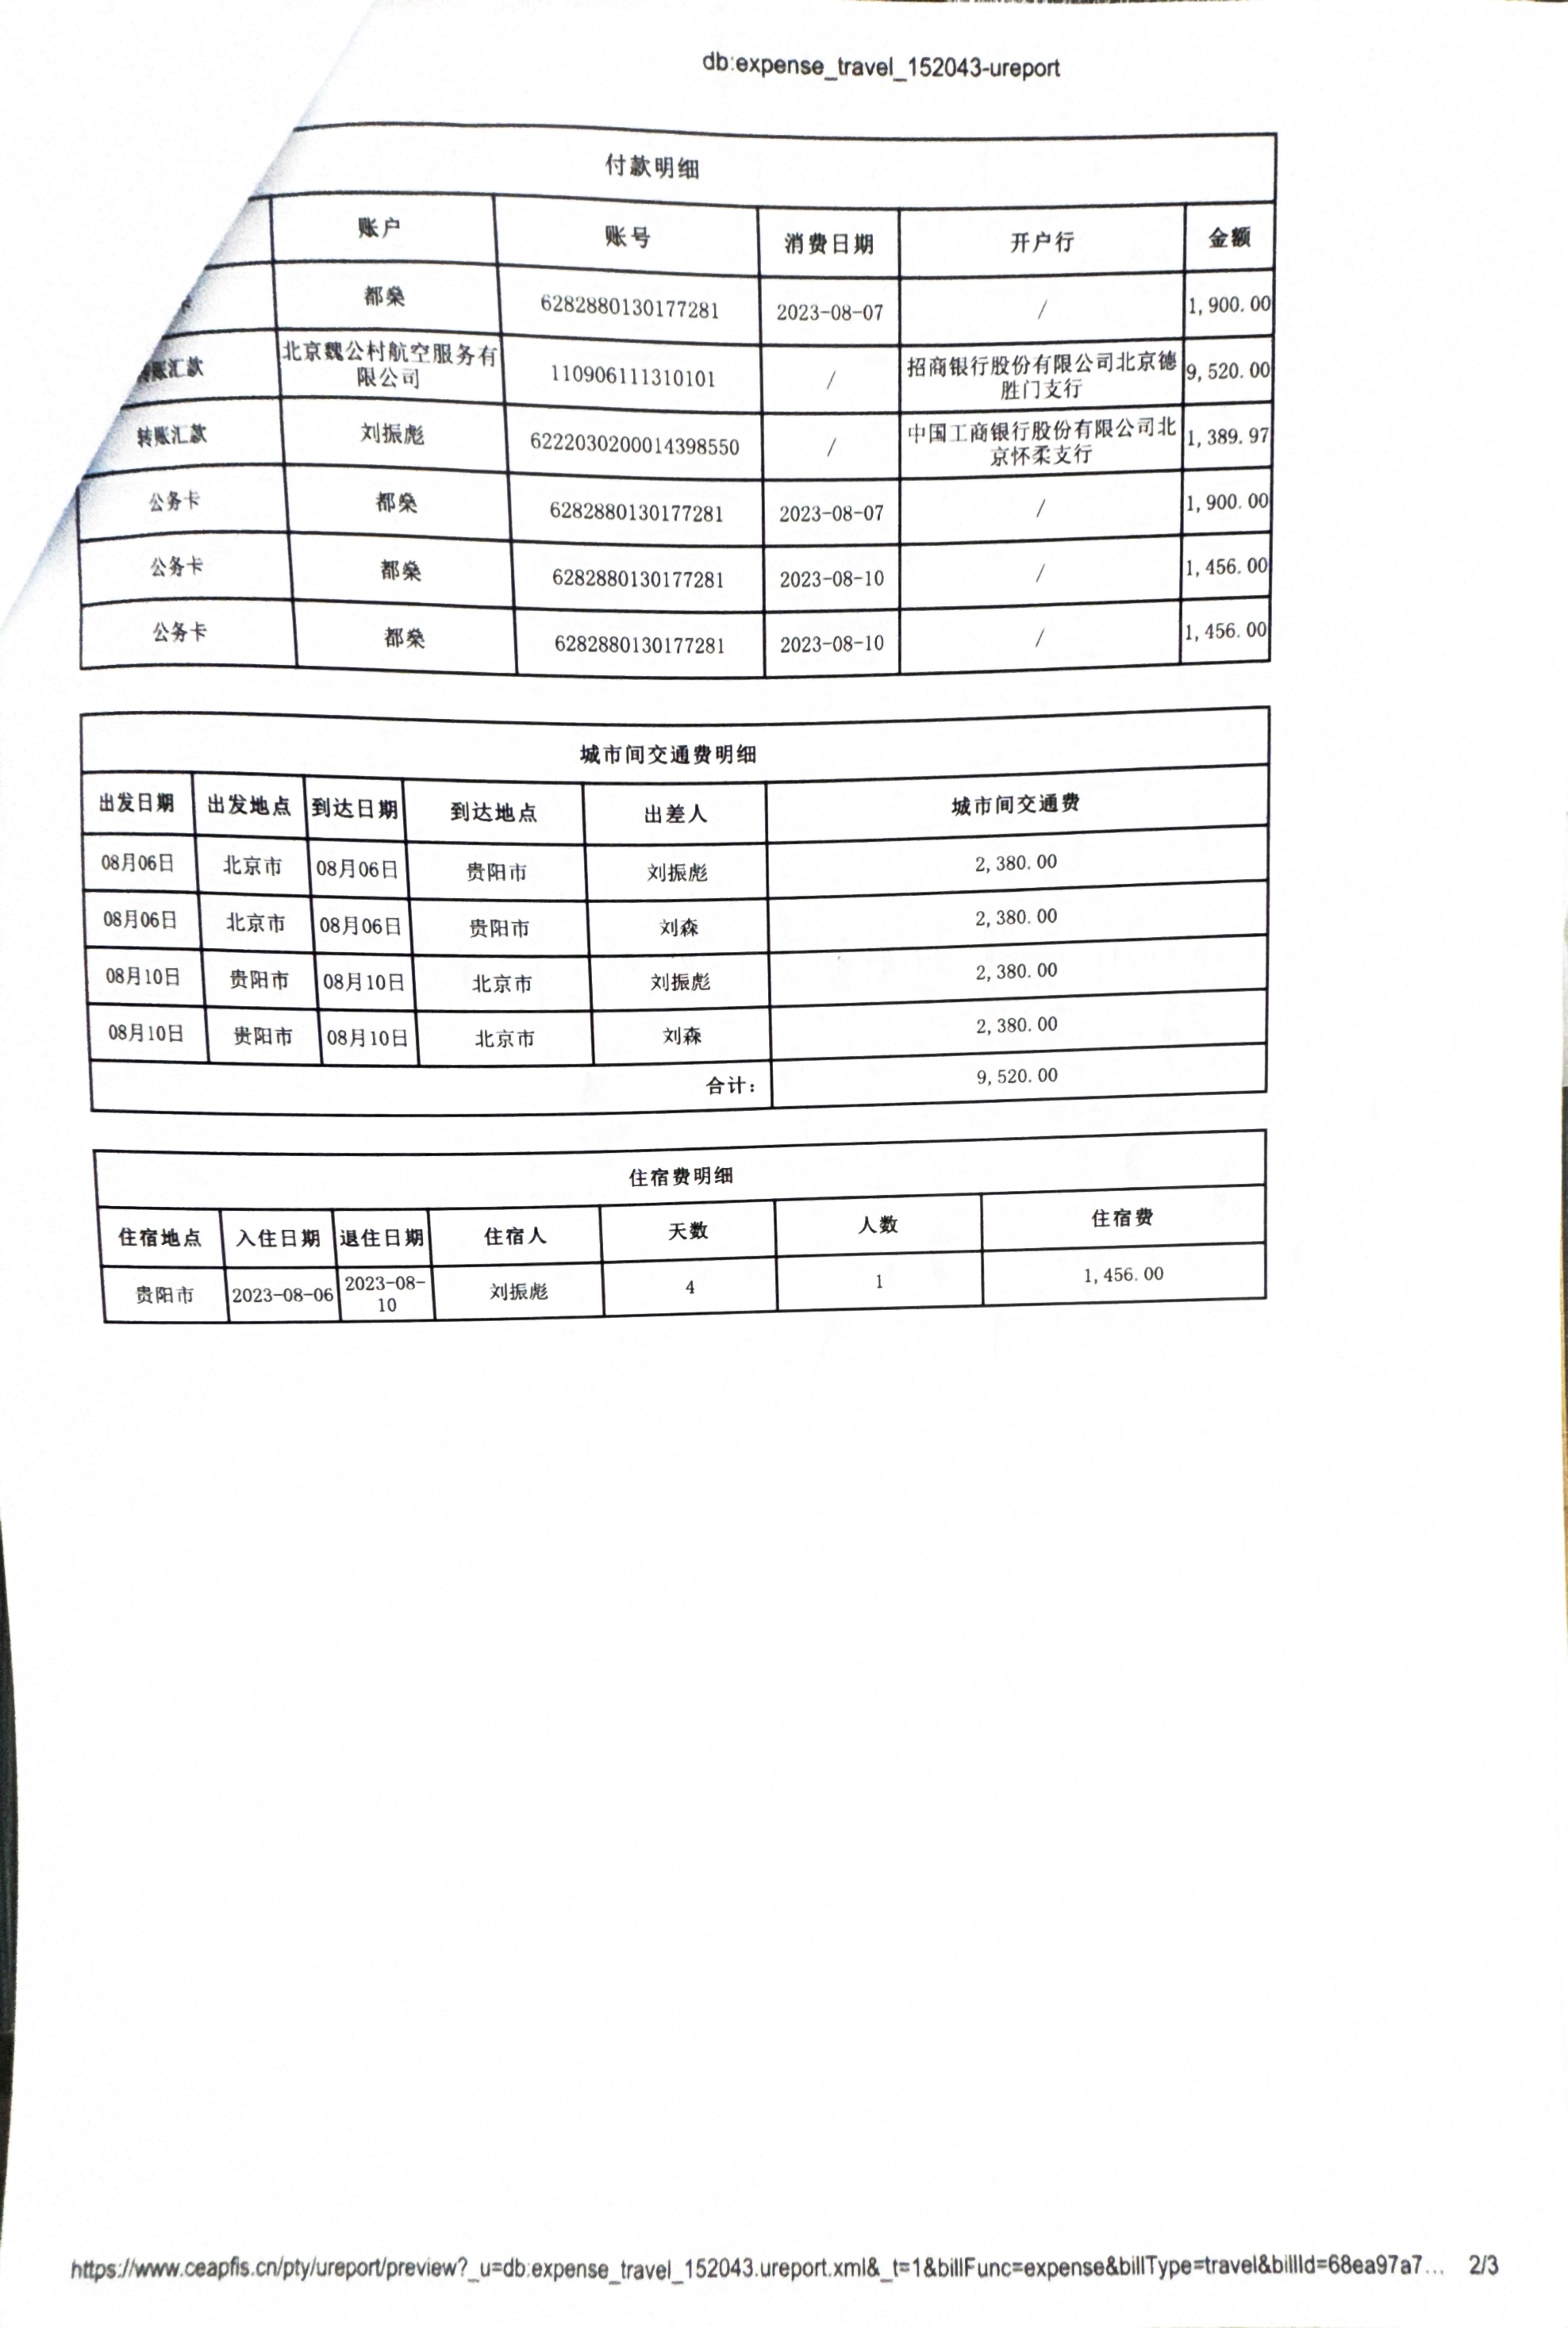 db:expense_travel_152043-ureport
付款明细
账户 账号 消费日期 开户行 金额
卡 都燊 6282880130177281 2023-08-07 / 1,900.00
转账汇款 北京魏公村航空服务有限公司 110906111310101 / 招商银行股份有限公司北京德胜门支行 9,520.00
转账汇款 刘振彪 6222030200014398550 / 中国工商银行股份有限公司北京怀柔支行 1,389.97
公务卡 都燊 6282880130177281 2023-08-07 / 1,900.00
公务卡 都燊 6282880130177281 2023-08-10 / 1,456.00
公务卡 都燊 6282880130177281 2023-08-10 / 1,456.00
城市间交通费明细
出发日期 出发地点 到达日期 到达地点 出差人 城市间交通费
08月06日 北京市 08月06日 贵阳市 刘振彪 2,380.00
08月06日 北京市 08月06日 贵阳市 刘森 2,380.00
08月10日 贵阳市 08月10日 北京市 刘振彪 2,380.00
08月10日 贵阳市 08月10日 北京市 刘森 2,380.00
合计： 9,520.00
住宿费明细
住宿地点 入住日期 退住日期 住宿人 天数 人数 住宿费
贵阳市 2023-08-06 2023-08-10 刘振彪 4 1 1,456.00
https://www.ceapfis.cn/pty/ureport/preview?_u=db:expense_travel_152043.ureport.xml&_t=1&billFunc=expense&billType=travel&billId=68ea97a7... 2/3